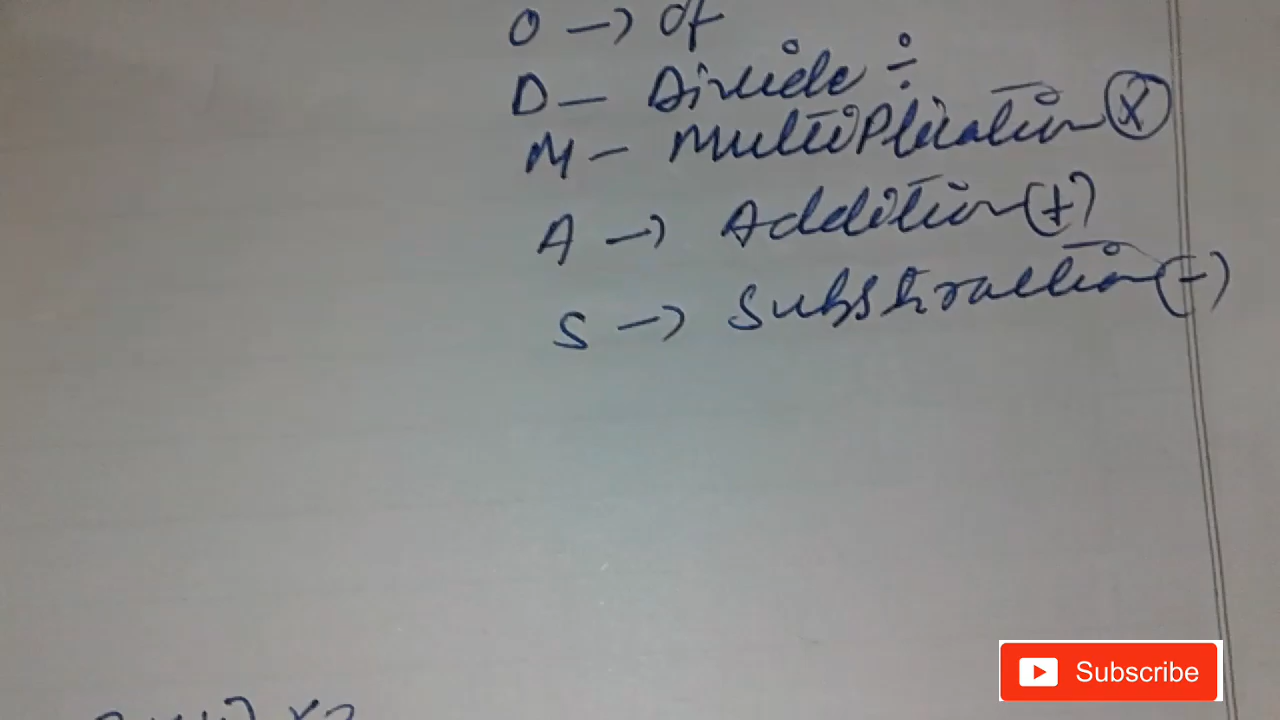 O → of
D — Divide ÷
M — Multiplication (×)
A → Addition (+)
S → Substraction (-)
Subscribe